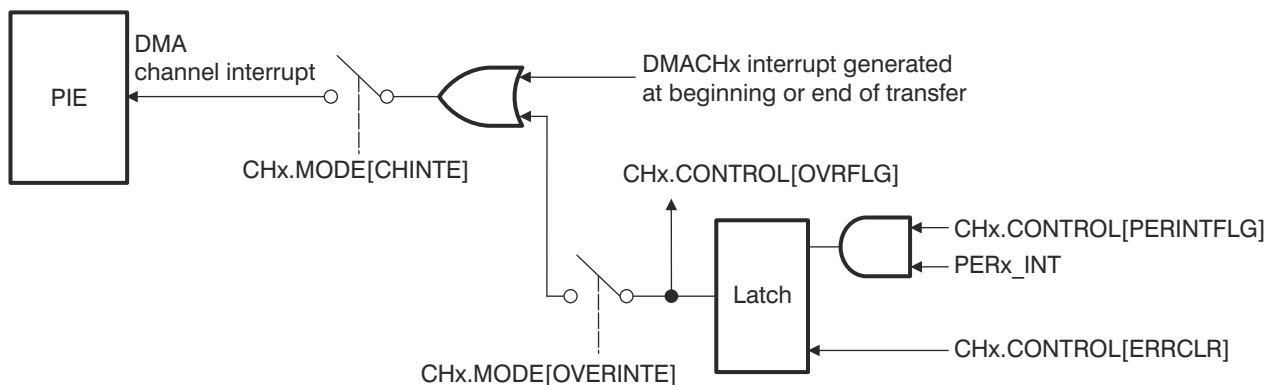 PIE
DMA
channel interrupt
DMACHx interrupt generated
at beginning or end of transfer
CHx.MODE[CHINTE]
CHx.CONTROL[OVRFLG]
CHx.CONTROL[PERINTFLG]
PERx_INT
Latch
CHx.CONTROL[ERRCLR]
CHx.MODE[OVERINTE]